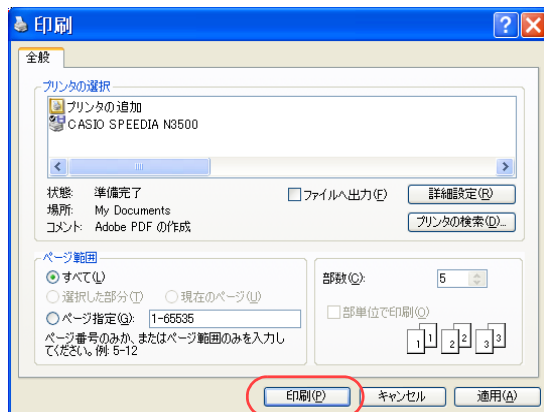 印刷
全般
プリンタの選択
プリンタの追加
CASIO SPEEDIA N3500
状態: 準備完了
場所: My Documents
コメント: Adobe PDF の作成
ファイルへ出力(F)
詳細設定(R)
プリンタの検索(D)...
ページ範囲
すべて(L)
選択した部分(T) 現在のページ(U)
ページ指定(G): 1-65535
ページ番号のみか、またはページ範囲のみを入力し
てください。例: 5-12
部数(C): 5
部単位で印刷(O)
1 1 2 2 3 3
印刷(P) キャンセル 適用(A)